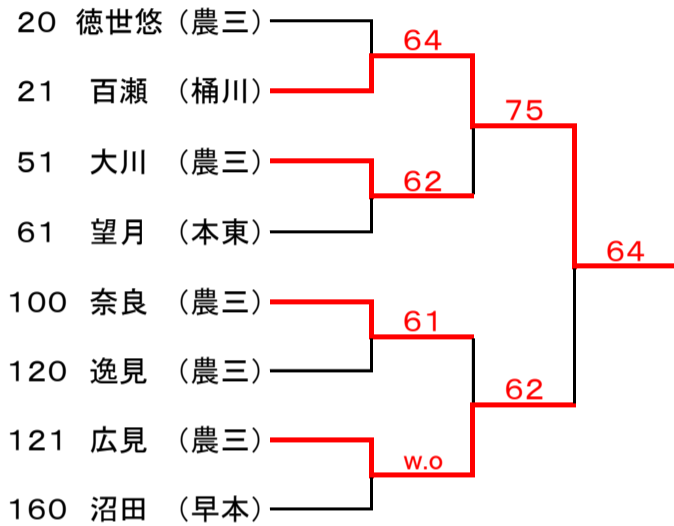 20 徳世悠（農三）
64
21 百瀬 （桶川）
75
51 大川 （農三）
62
61 望月 （本東）
64
100 奈良 （農三）
61
120 逸見 （農三）
62
121 広見 （農三）
w.o
160 沼田 （早本）